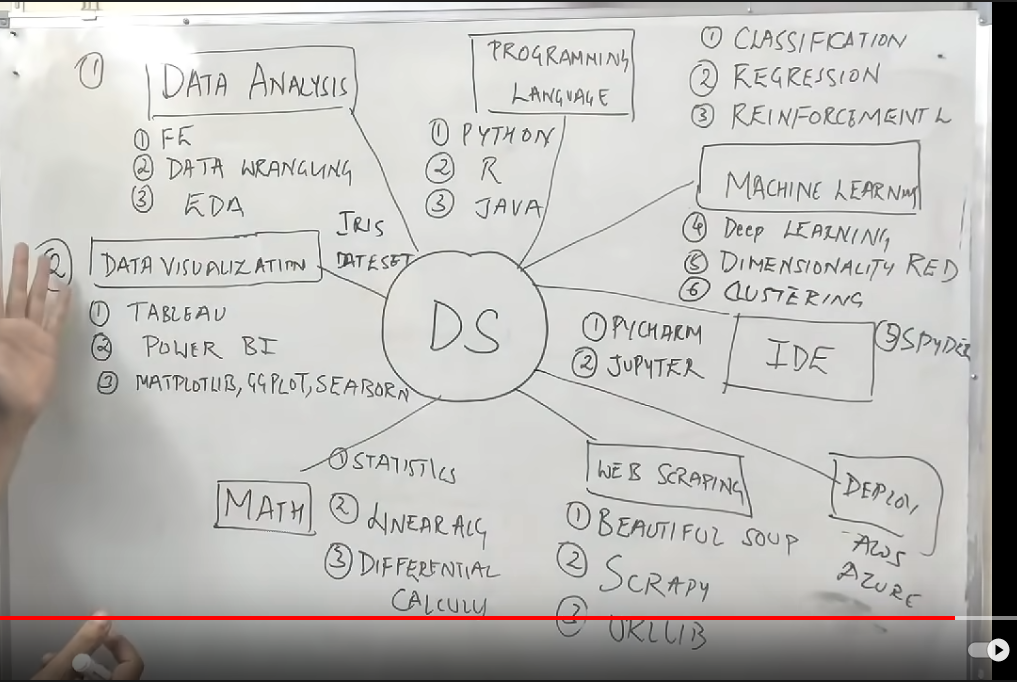 ① DATA ANALYSIS
① FE
② DATA WRANGLING
③ EDA
PROGRAMMING
LANGUAGE
① PYTHON
② R
③ JAVA
① CLASSIFICATION
② REGRESSION
③ REINFORCEMENT L
MACHINE LEARNING
④ Deep LEARNING
⑤ DIMENSIONALITY RED
⑥ CLUSTERING
② DATA VISUALIZATION
① TABLEAU
② POWER BI
③ MATPLOTLIB, GGPLOT, SEABORN
IRIS
DATESET
DS
① PYCHARM
② JUPYTER
IDE
③ SPYDER
MATH
① STATISTICS
② LINEAR ALG
③ DIFFERENTIAL
CALCULU
WEB SCRAPING
① BEAUTIFUL SOUP
② SCRAPY
③ URLLIB
DEPLOY
AWS
AZURE